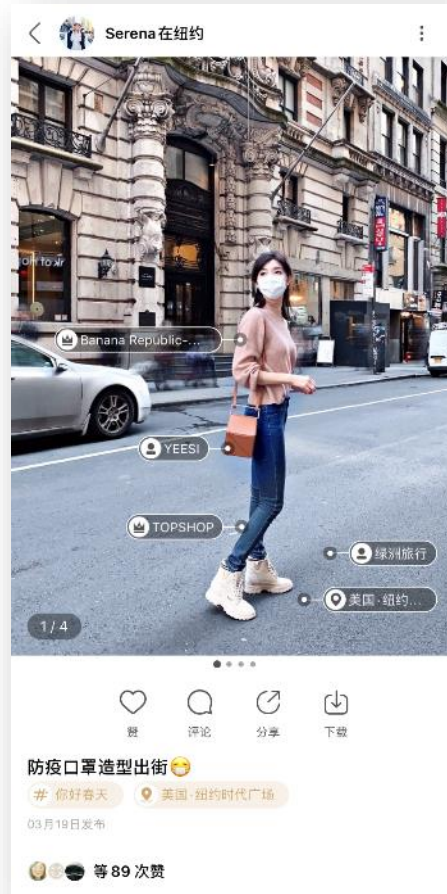 Serena在纽约
Banana Republic-...
YEESI
TOPSHOP
绿洲旅行
美国·纽约...
1 / 4
赞
评论
分享
下载
防疫口罩造型出街😷
# 你好春天
美国·纽约时代广场
03月19日发布
等 89 次赞